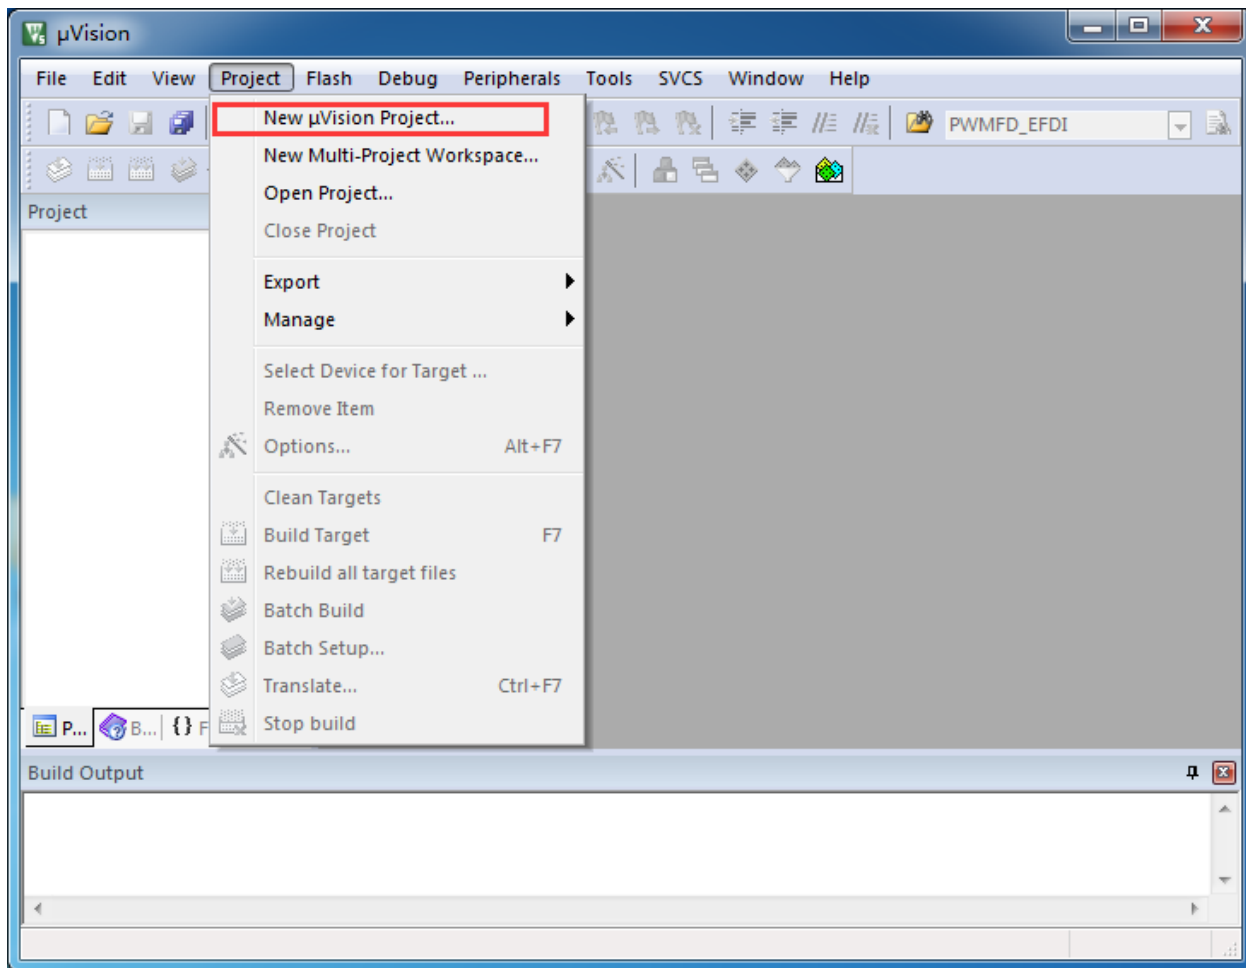 µVision
File Edit View Project Flash Debug Peripherals Tools SVCS Window Help
New µVision Project...
PWMFD_EFDI
New Multi-Project Workspace...
Open Project...
Project
Close Project
Export
Manage
Select Device for Target ...
Remove Item
Options... Alt+F7
Clean Targets
Build Target F7
Rebuild all target files
Batch Build
Batch Setup...
Translate... Ctrl+F7
Stop build
P... B... {} F
Build Output